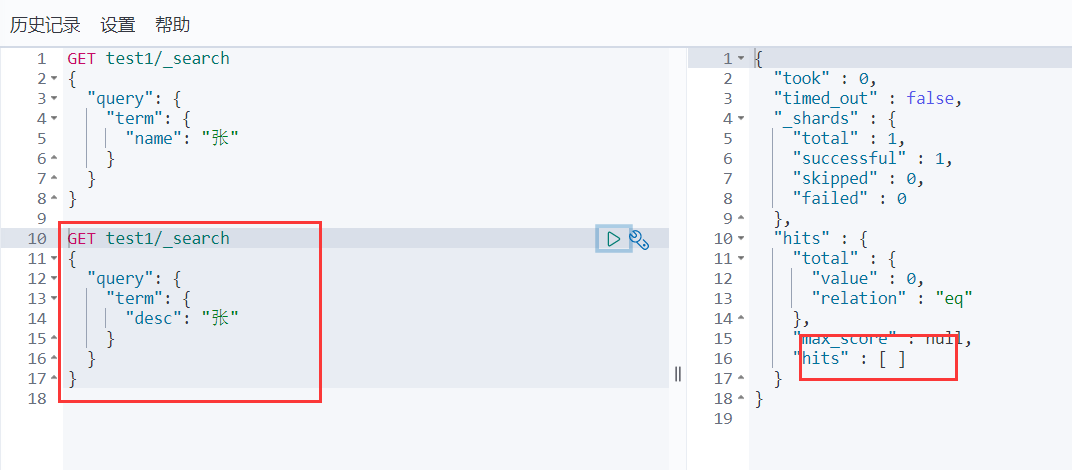 历史记录 设置 帮助
1 GET test1/_search
2 {
3 "query": {
4 "term": {
5 "name": "张"
6 }
7 }
8 }
9
10 GET test1/_search
11 {
12 "query": {
13 "term": {
14 "desc": "张"
15 }
16 }
17 }
18
1 {
2 "took" : 0,
3 "timed_out" : false,
4 "_shards" : {
5 "total" : 1,
6 "successful" : 1,
7 "skipped" : 0,
8 "failed" : 0
9 },
10 "hits" : {
11 "total" : {
12 "value" : 0,
13 "relation" : "eq"
14 },
15 "max_score" : null,
16 "hits" : [ ]
17 }
18 }
19